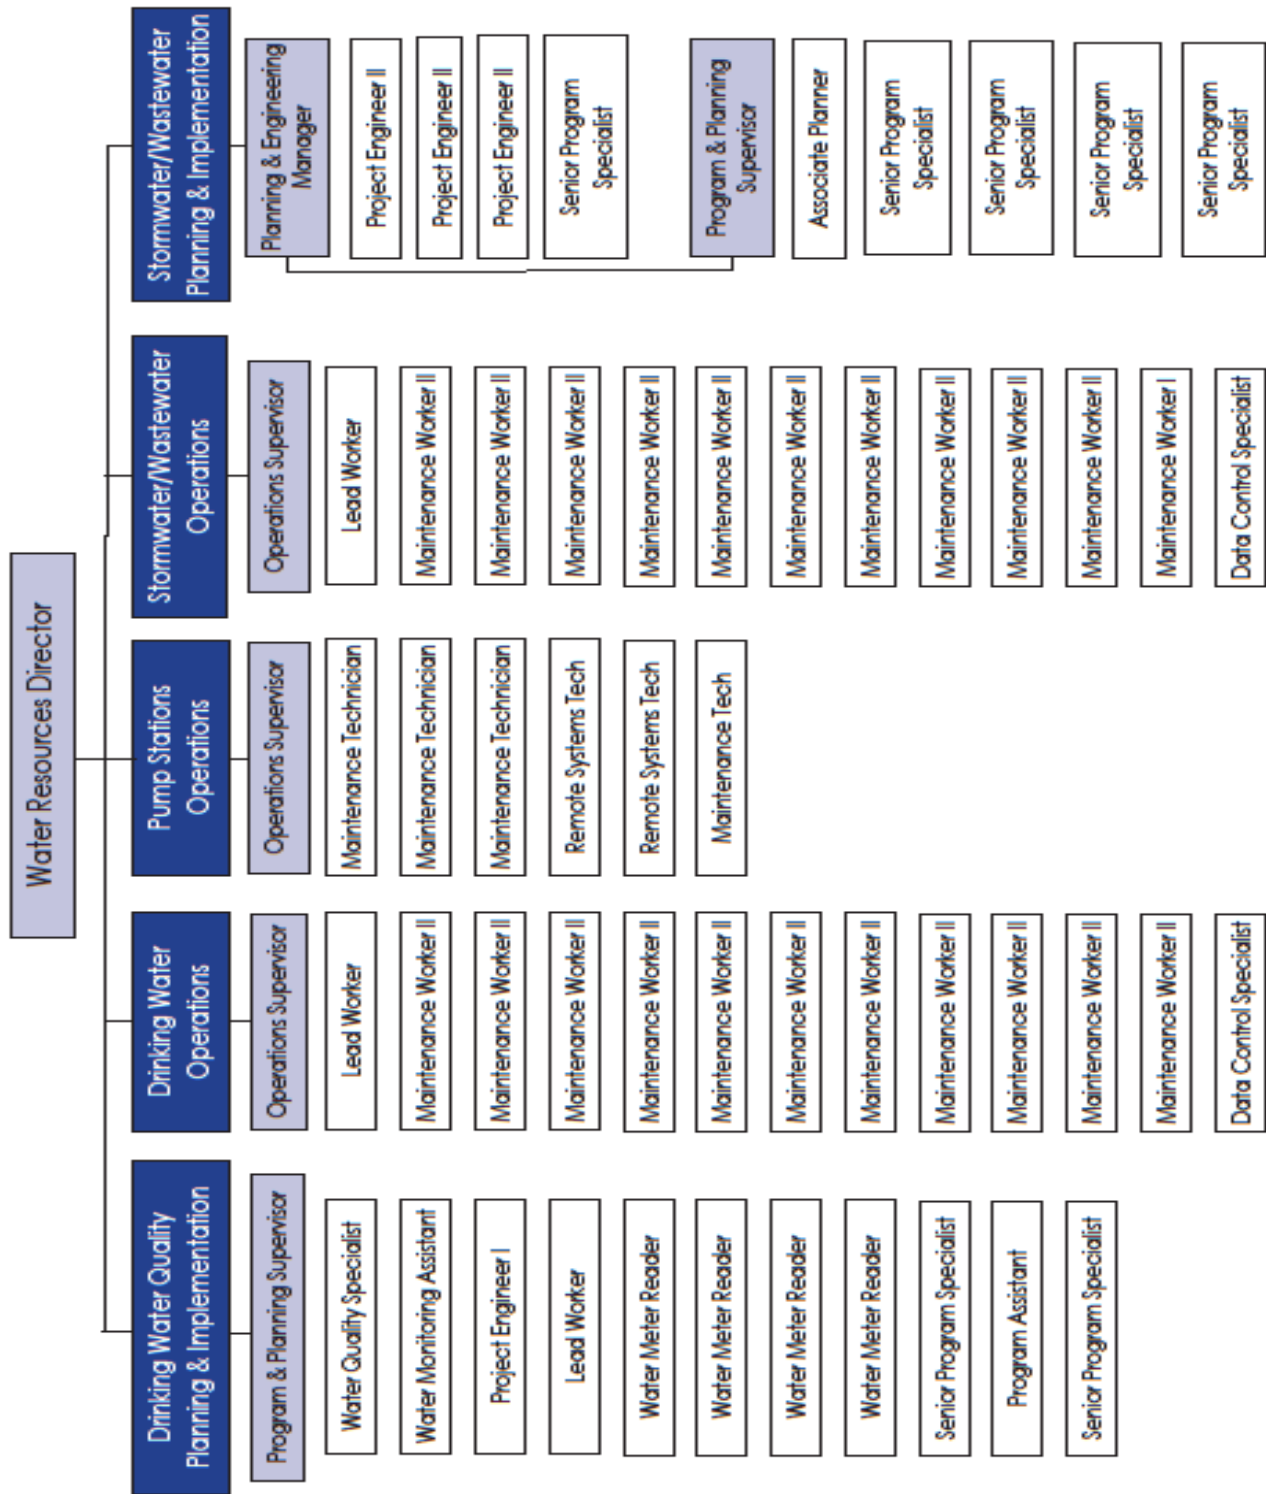 Water Resources Director
Drinking Water Quality
Planning & Implementation
Program & Planning Supervisor
Water Quality Specialist
Water Monitoring Assistant
Project Engineer I
Lead Worker
Water Meter Reader
Water Meter Reader
Water Meter Reader
Water Meter Reader
Senior Program Specialist
Program Assistant
Senior Program Specialist
Drinking Water
Operations
Operations Supervisor
Lead Worker
Maintenance Worker II
Maintenance Worker II
Maintenance Worker II
Maintenance Worker II
Maintenance Worker II
Maintenance Worker II
Maintenance Worker II
Maintenance Worker II
Maintenance Worker II
Maintenance Worker II
Maintenance Worker II
Data Control Specialist
Pump Stations
Operations
Operations Supervisor
Maintenance Technician
Maintenance Technician
Maintenance Technician
Remote Systems Tech
Remote Systems Tech
Maintenance Tech
Stormwater/Wastewater
Operations
Operations Supervisor
Lead Worker
Maintenance Worker II
Maintenance Worker II
Maintenance Worker II
Maintenance Worker II
Maintenance Worker II
Maintenance Worker II
Maintenance Worker II
Maintenance Worker II
Maintenance Worker II
Maintenance Worker II
Maintenance Worker I
Data Control Specialist
Stormwater/Wastewater
Planning & Implementation
Planning & Engineering
Manager
Project Engineer II
Project Engineer II
Project Engineer II
Senior Program
Specialist
Program & Planning
Supervisor
Associate Planner
Senior Program
Specialist
Senior Program
Specialist
Senior Program
Specialist
Senior Program
Specialist